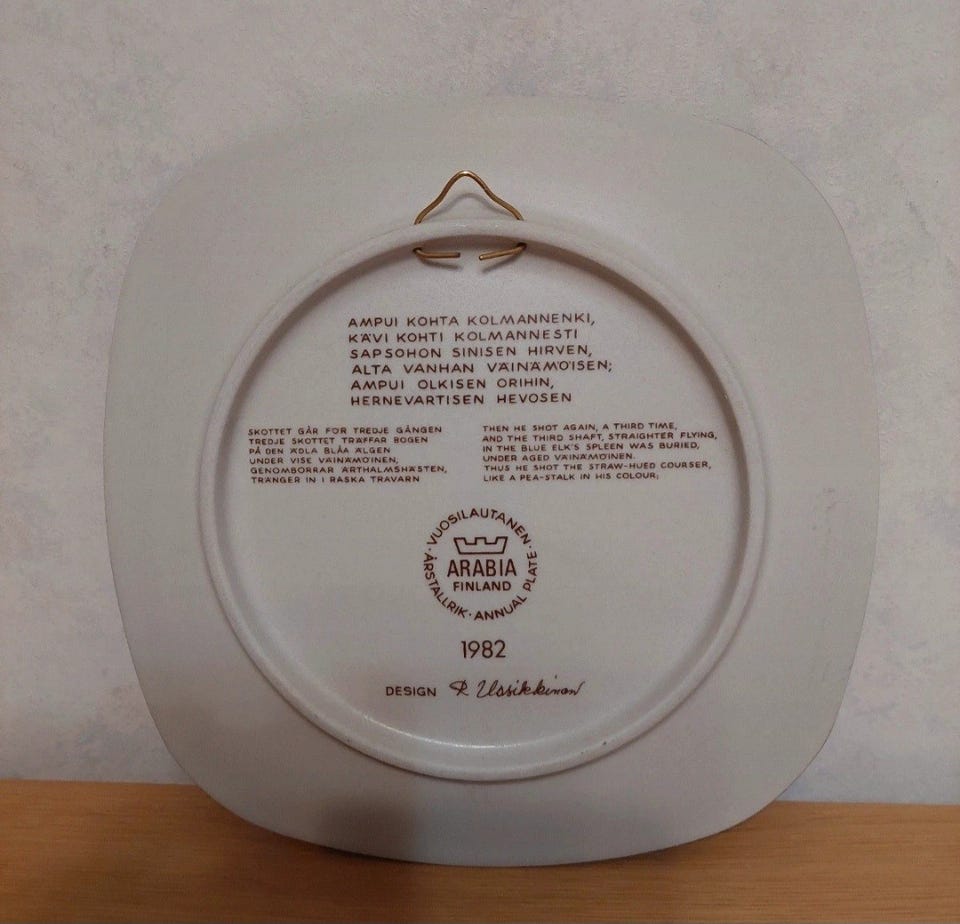 AMPUI KOHTA KOLMANNENKI,
KÄVI KOHTI KOLMANNESTI
SAPSOHON SINISEN HIRVEN,
ALTA VANHAN VÄINÄMÖISEN;
AMPUI OLKISEN ORIHIN,
HERNEVARTISEN HEVOSEN
SKOTTET GÅR FÖR TREDJE GÅNGEN
TREDJE SKOTTET TRÄFFAR BOGEN
PÅ DEN ÄDLA BLÅA ÄLGEN
UNDER VISE VÄINÄMÖINEN,
GENOMBORRAR ÄRTHALMSHÄSTEN,
TRÄNGER IN I RASKA TRAVARN
THEN HE SHOT AGAIN, A THIRD TIME,
AND THE THIRD SHAFT, STRAIGHTER FLYING,
IN THE BLUE ELK'S SPLEEN WAS BURIED,
UNDER AGED VÄINÄMÖINEN.
THUS HE SHOT THE STRAW-HUED COURSER,
LIKE A PEA-STALK IN HIS COLOUR;
· VUOSILAUTANEN ·
ARABIA
FINLAND
ÅRSTALLRIK · ANNUAL PLATE
1982
DESIGN R Uosikkinen